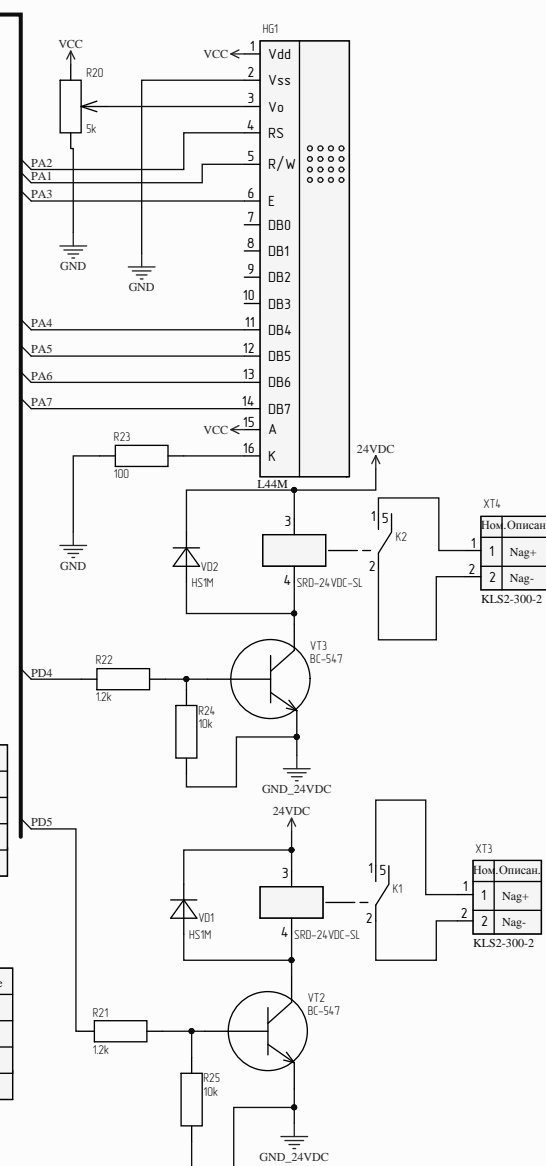 HG1
VCC
VCC
1 Vdd
R20
2 Vss
3 Vo
5k
4 RS
PA2
5 R/W
PA1
PA3
6 E
7 DB0
8 DB1
GND
9 DB2
GND
10 DB3
PA4
11 DB4
PA5
12 DB5
PA6
13 DB6
PA7
14 DB7
VCC
15 A
R23
16 K
100
24VDC
L44M
XT4
3
1 5
K2
Ном. Описан
1
1 Nag+
GND
VD2
2
2
2 Nag-
HS1M
4
SRD-24VDC-SL
KLS2-300-2
VT3
BC-547
R22
PD4
1.2k
R24
10k
GND_24VDC
24VDC
PD5
XT3
3
1 5
K1
Ном. Описан.
1
1 Nag+
VD1
2
2
2 Nag-
HS1M
4
SRD-24VDC-SL
KLS2-300-2
е
VT2
BC-547
R21
1.2k
R25
10k
GND_24VDC